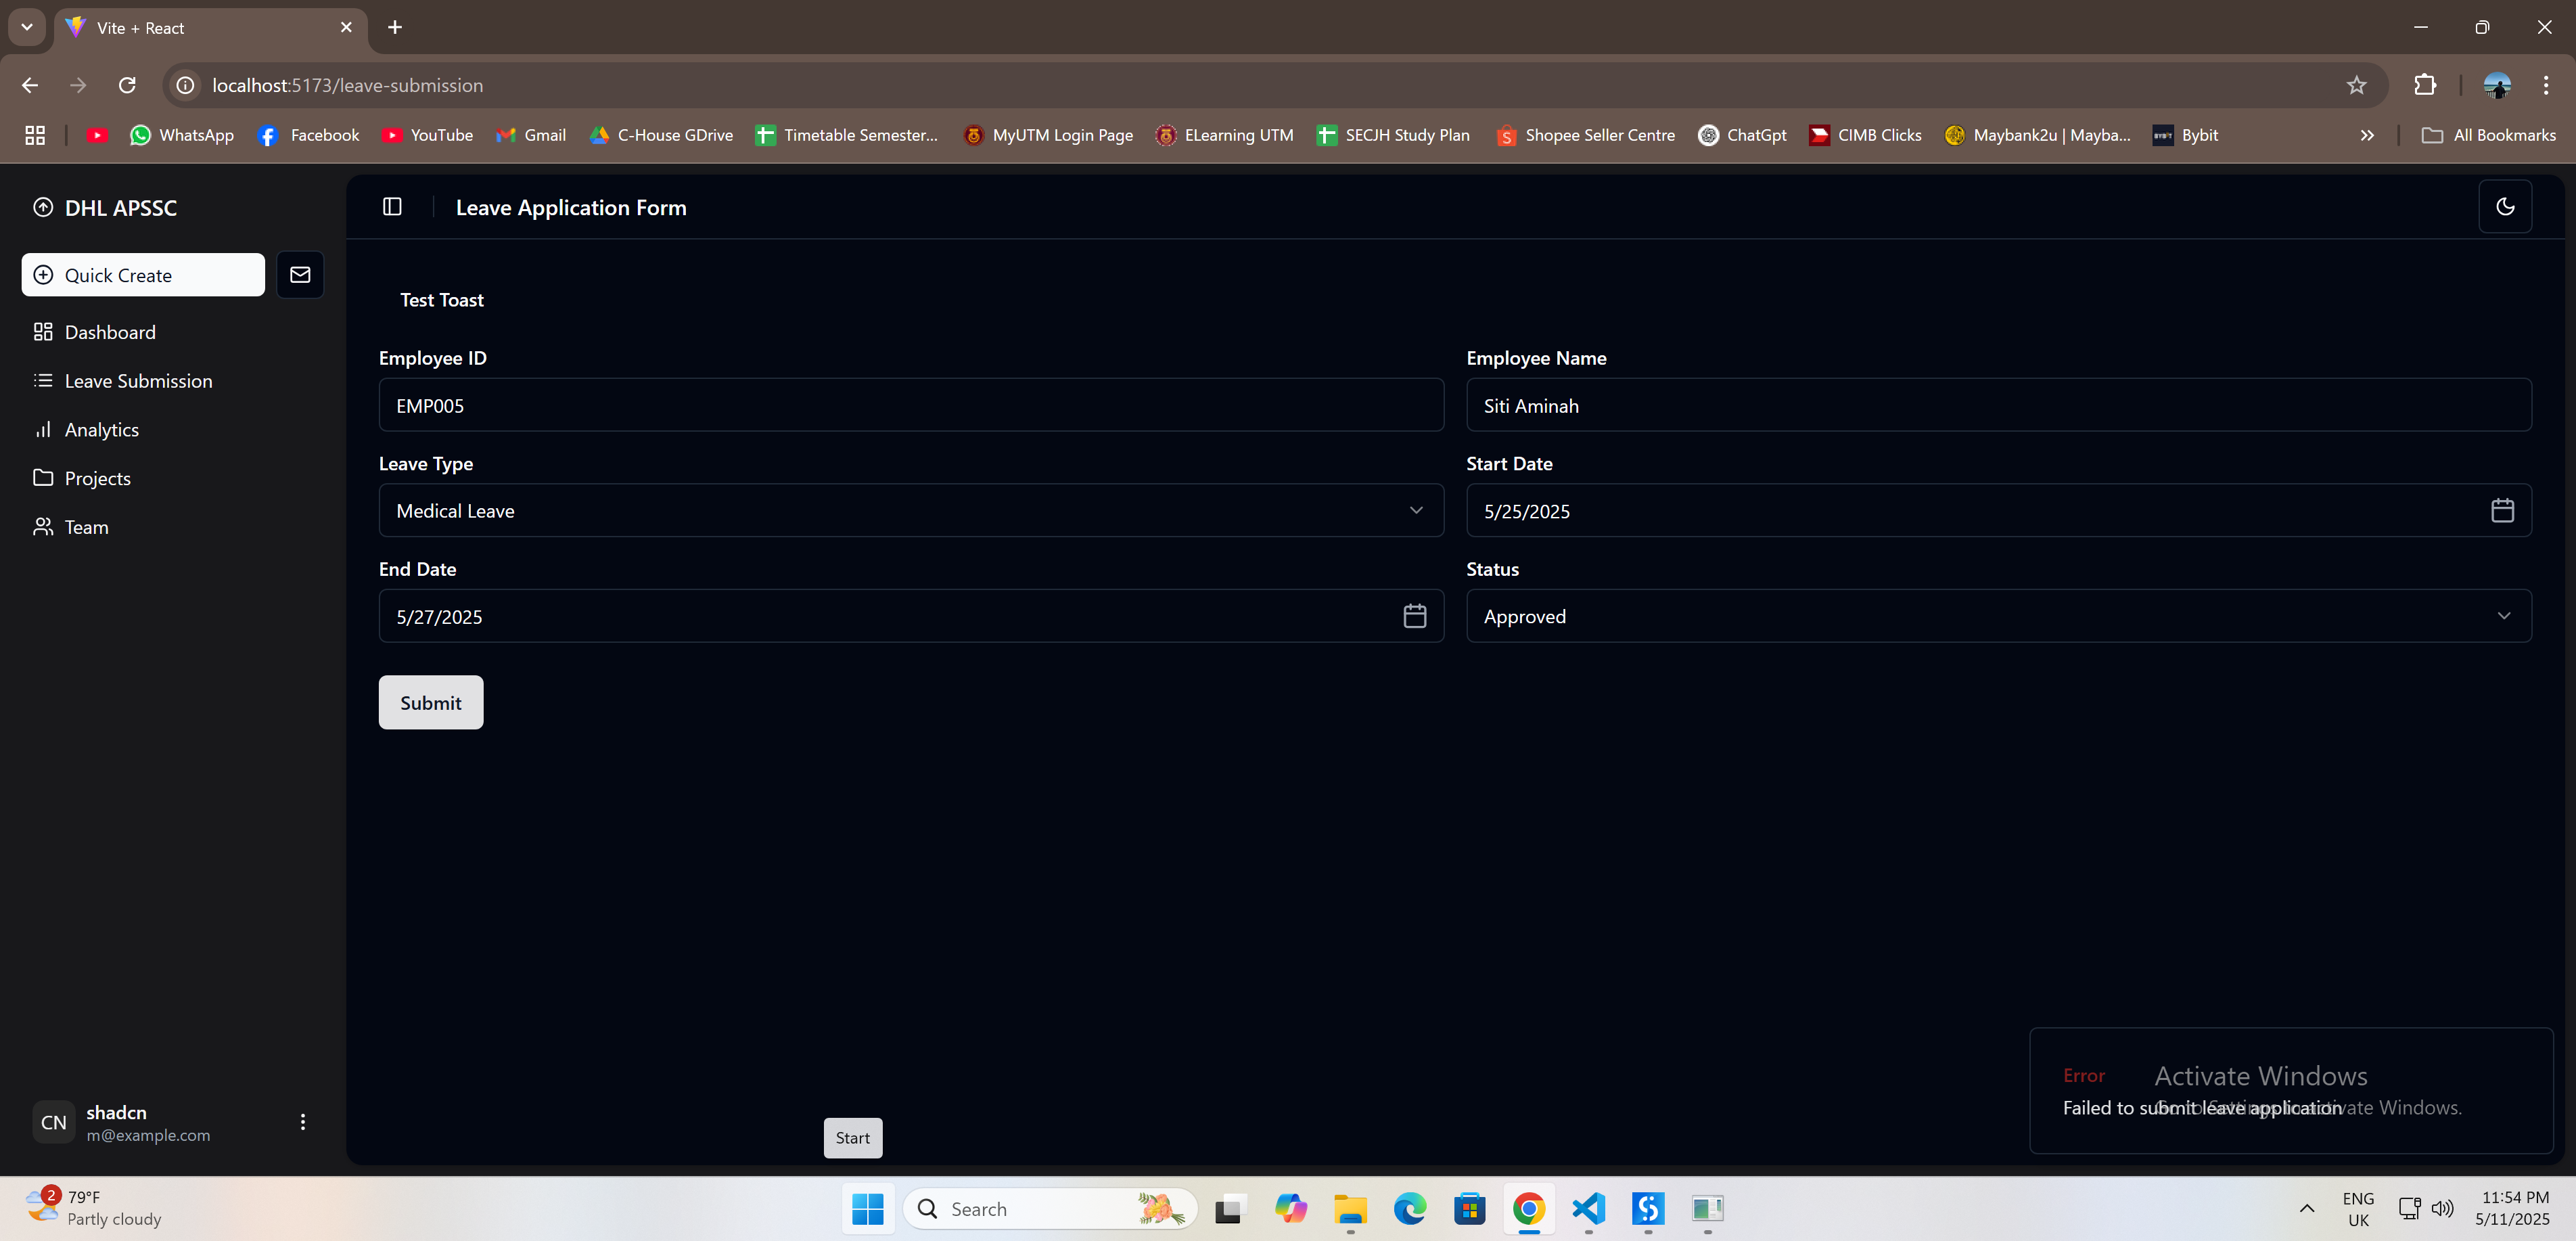 Vite + React
localhost:5173/leave-submission
WhatsApp
Facebook
YouTube
Gmail
C-House GDrive
Timetable Semester...
MyUTM Login Page
ELearning UTM
SECJH Study Plan
Shopee Seller Centre
ChatGpt
CIMB Clicks
Maybank2u | Mayba...
Bybit
All Bookmarks
DHL APSSC
Leave Application Form
Quick Create
Dashboard
Leave Submission
Analytics
Projects
Team
Test Toast
Employee ID
Employee Name
EMP005
Siti Aminah
Leave Type
Start Date
Medical Leave
5/25/2025
End Date
Status
5/27/2025
Approved
Submit
Error
Activate Windows
Failed to submit leave application
Go to Settings to activate Windows.
CN
shadcn
m@example.com
Start
2
79°F
Partly cloudy
Search
ENG
UK
11:54 PM
5/11/2025